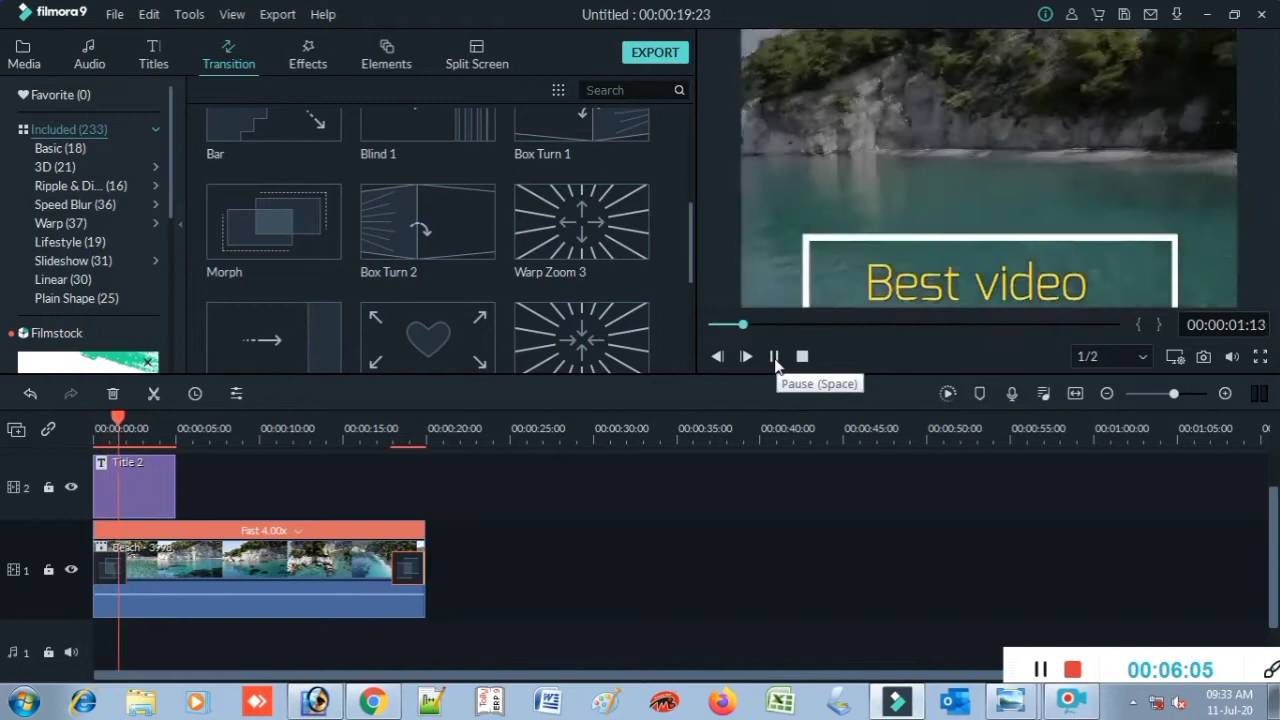 filmora9 File Edit Tools View Export Help Untitled : 00:00:19:23
Media Audio Titles Transition Effects Elements Split Screen EXPORT
Favorite (0) Search
Included (233)
Basic (18)
3D (21)
Ripple & Di... (16)
Speed Blur (36)
Warp (37)
Lifestyle (19)
Slideshow (31)
Linear (30)
Plain Shape (25)
Filmstock
Bar Blind 1 Box Turn 1
Morph Box Turn 2 Warp Zoom 3
Best video
00:00:01:13
1/2
Pause (Space)
00:00:00:00 00:00:05:00 00:00:10:00 00:00:15:00 00:00:20:00 00:00:25:00 00:00:30:00 00:00:35:00 00:00:40:00 00:00:45:00 00:00:50:00 00:00:55:00 00:01:00:00 00:01:05:00
T Title 2
2
Fast 4.00x
Beach - 3998
1
1
00:06:05
09:33 AM
11-Jul-20